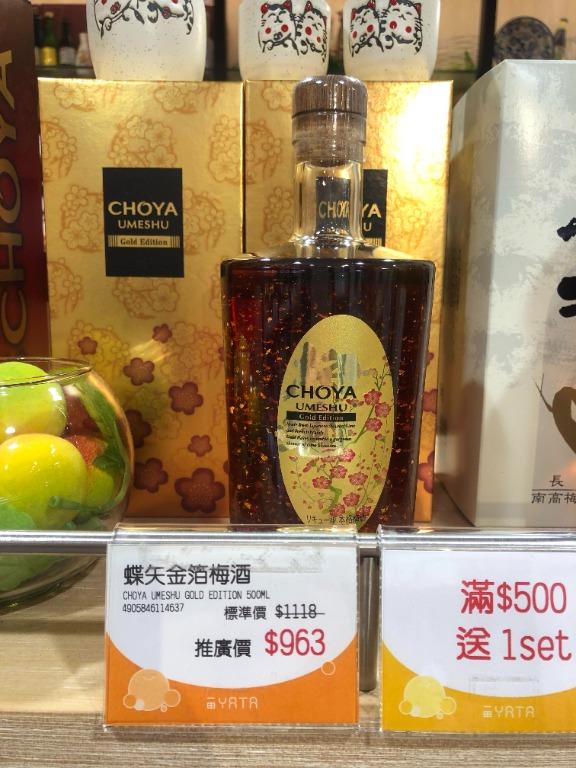 CHOYA
CHOYA
UMESHU
Gold Edition
CHOYA
YA
CHOYA
UMESHU
Gold Edition
長
南高梅
蝶矢金箔梅酒
CHOYA UMESHU GOLD EDITION 500ML
4905846114637
標準價 $1118
推廣價 $963
YATA
滿$500
送 1set
YATA